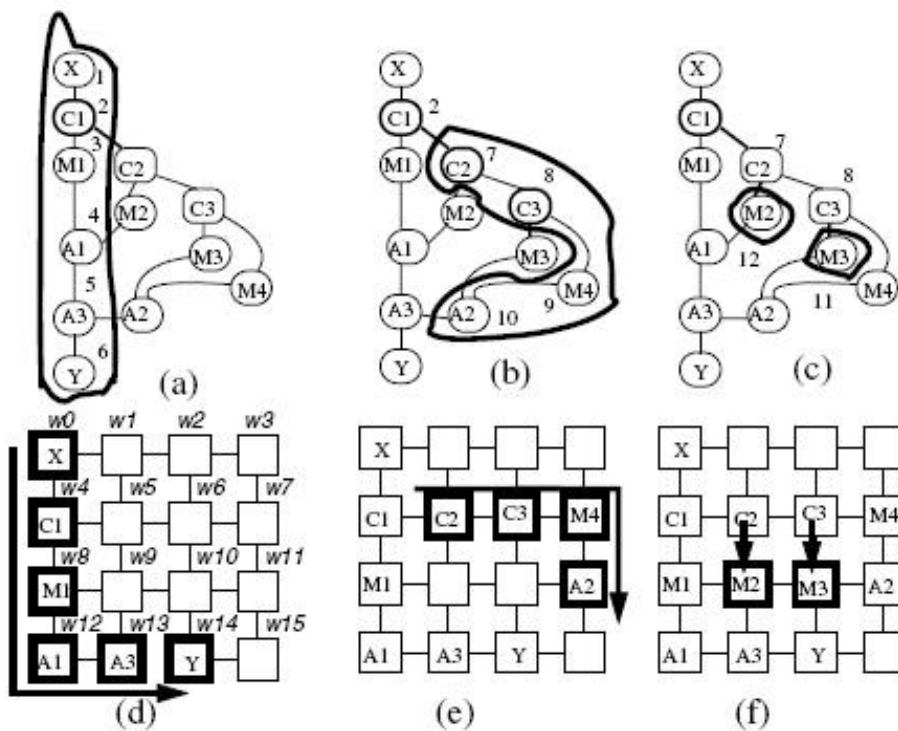 X 1
C1 2
3
M1 C2
M2 C3
4
A1 M3
5 M4
A3 A2
6
Y
(a)
X
C1 2
7
M1 C2 8
M2 C3
A1 M3
9 M4
A3 A2 10
Y
(b)
X
C1
7
M1 C2 8
M2 C3
A1 M3
12
M4
11
A3 A2
Y
(c)
w0 w1 w2 w3
X
w4 w5 w6 w7
C1
w8 w9 w10 w11
M1
w12 w13 w14 w15
A1 A3 Y
(d)
X
C1 C2 C3 M4
M1 A2
A1 A3 Y
(e)
X
C1 C2 C3 M4
M1 M2 M3 A2
A1 A3 Y
(f)